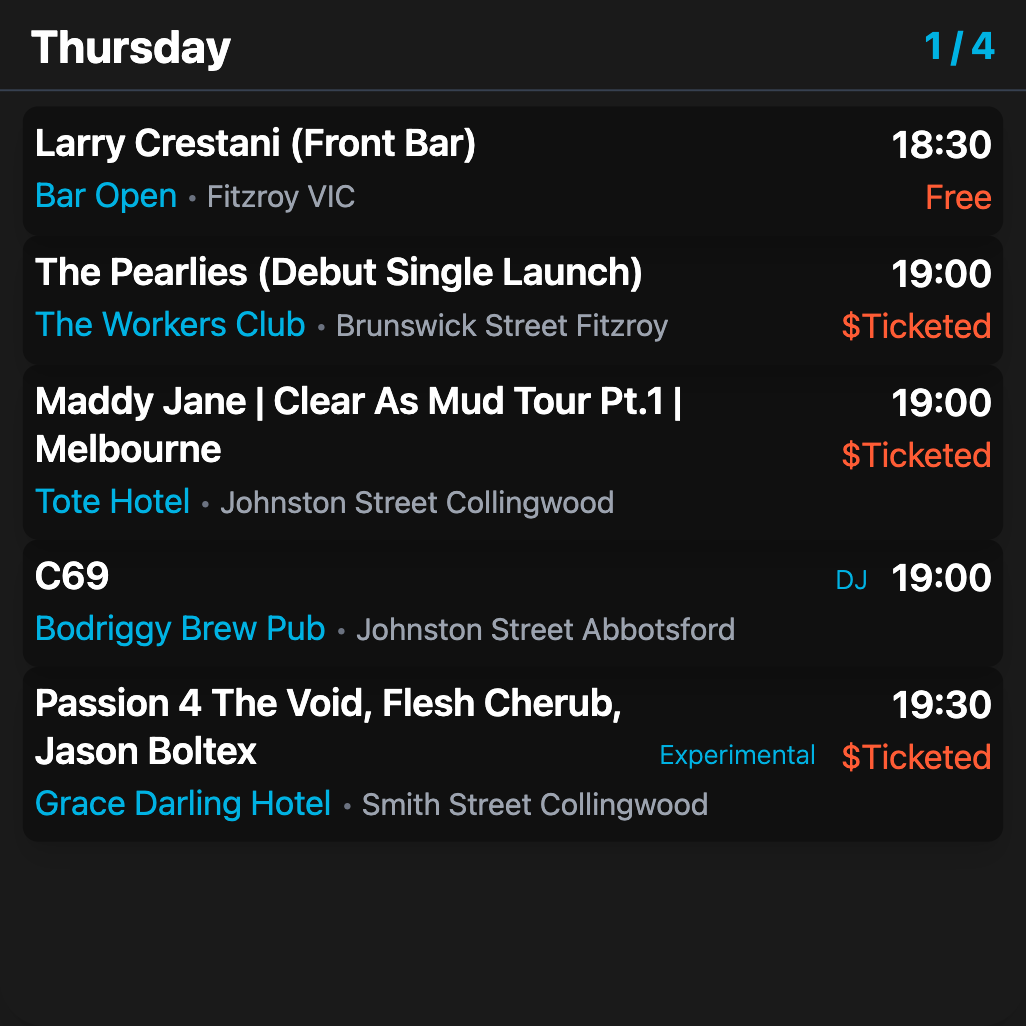 Thursday 1 / 4
Larry Crestani (Front Bar) 18:30
Bar Open • Fitzroy VIC Free
The Pearlies (Debut Single Launch) 19:00
The Workers Club • Brunswick Street Fitzroy $Ticketed
Maddy Jane | Clear As Mud Tour Pt.1 | 19:00
Melbourne $Ticketed
Tote Hotel • Johnston Street Collingwood
C69 DJ 19:00
Bodriggy Brew Pub • Johnston Street Abbotsford
Passion 4 The Void, Flesh Cherub, 19:30
Jason Boltex Experimental $Ticketed
Grace Darling Hotel • Smith Street Collingwood